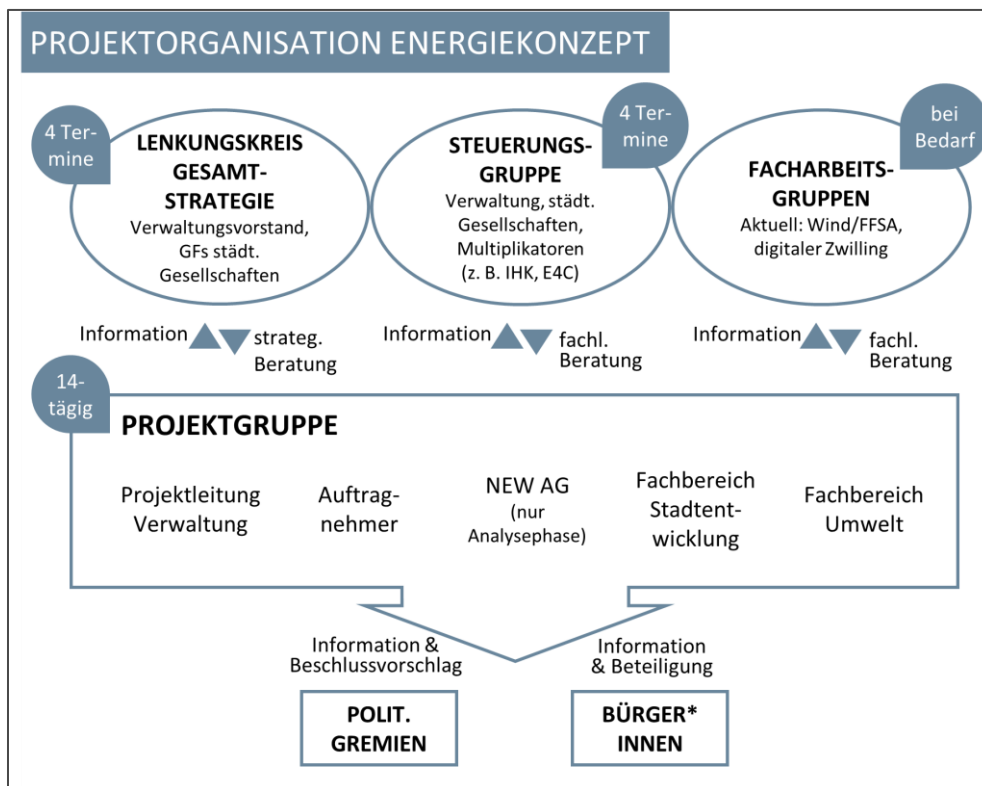 PROJEKTORGANISATION ENERGIEKONZEPT
4 Ter-
mine
LENKUNGSKREIS
GESAMT-
STRATEGIE
Verwaltungsvorstand,
GFs städt.
Gesellschaften
4 Ter-
mine
STEUERUNGS-
GRUPPE
Verwaltung, städt.
Gesellschaften,
Multiplikatoren
(z. B. IHK, E4C)
bei
Bedarf
FACHARBEITS-
GRUPPEN
Aktuell: Wind/FFSA,
digitaler Zwilling
Information
strateg.
Beratung
Information
fachl.
Beratung
Information
fachl.
Beratung
14-
tägig
PROJEKTGRUPPE
Projektleitung
Verwaltung
Auftrag-
nehmer
NEW AG
(nur
Analysephase)
Fachbereich
Stadtent-
wicklung
Fachbereich
Umwelt
Information &
Beschlussvorschlag
POLIT.
GREMIEN
Information
& Beteiligung
BÜRGER*
INNEN